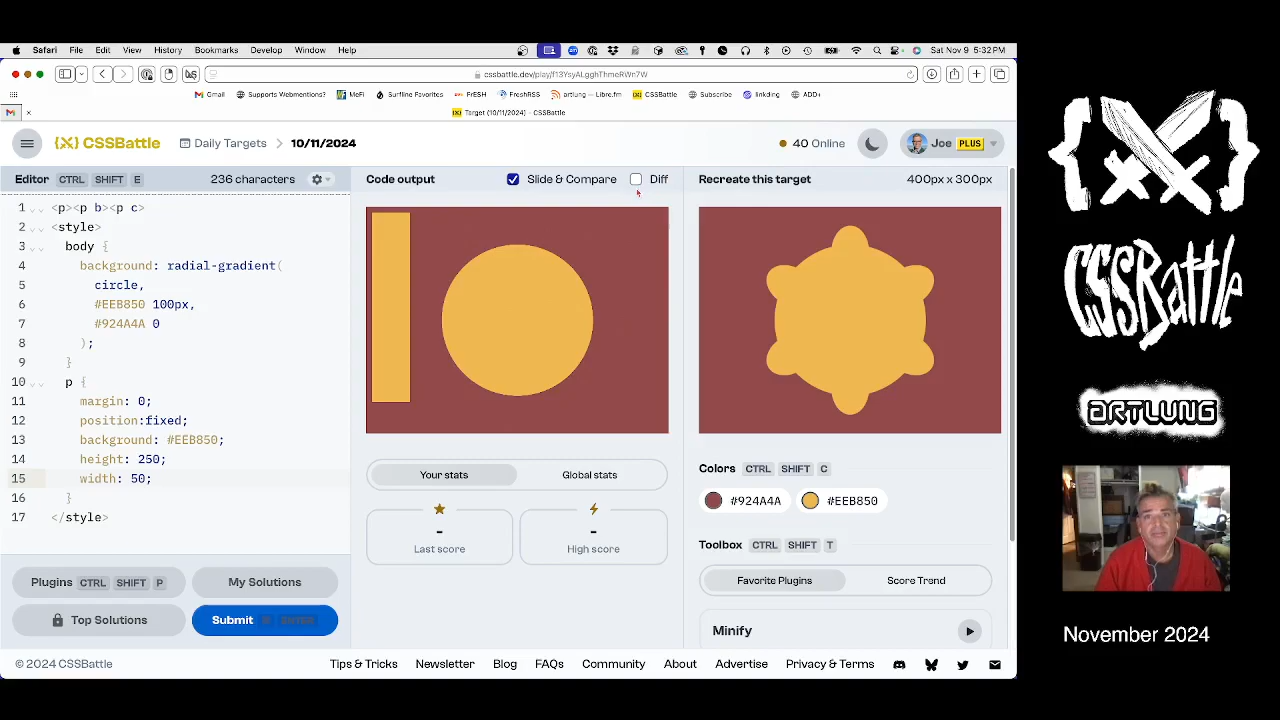 Safari File Edit View History Bookmarks Develop Window Help Sat Nov 9 5:32 PM
cssbattle.dev/play/f13YsyALgghThmeRWn7W
Gmail Supports Webmentions? MeFi Surfline Favorites FrESH FreshRSS artlung — Libre.fm CSSBattle Subscribe linkding ADD+
Target (10/11/2024) - CSSBattle
{X} CSSBattle Daily Targets > 10/11/2024 40 Online Joe PLUS
Editor CTRL SHIFT E 236 characters
Code output Slide & Compare Diff
Recreate this target 400px x 300px
1 <p><p b><p c>
2 <style>
3 body {
4 background: radial-gradient(
5 circle,
6 #EEB850 100px,
7 #924A4A 0
8 );
9 }
10 p {
11 margin: 0;
12 position:fixed;
13 background: #EEB850;
14 height: 250;
15 width: 50;
16 }
17 </style>
Your stats Global stats
-
Last score
-
High score
Colors CTRL SHIFT C
#924A4A #EEB850
Toolbox CTRL SHIFT T
Favorite Plugins Score Trend
Minify
Plugins CTRL SHIFT P My Solutions
Top Solutions Submit
© 2024 CSSBattle Tips & Tricks Newsletter Blog FAQs Community About Advertise Privacy & Terms
CSSBattle
ARTLUNG
November 2024